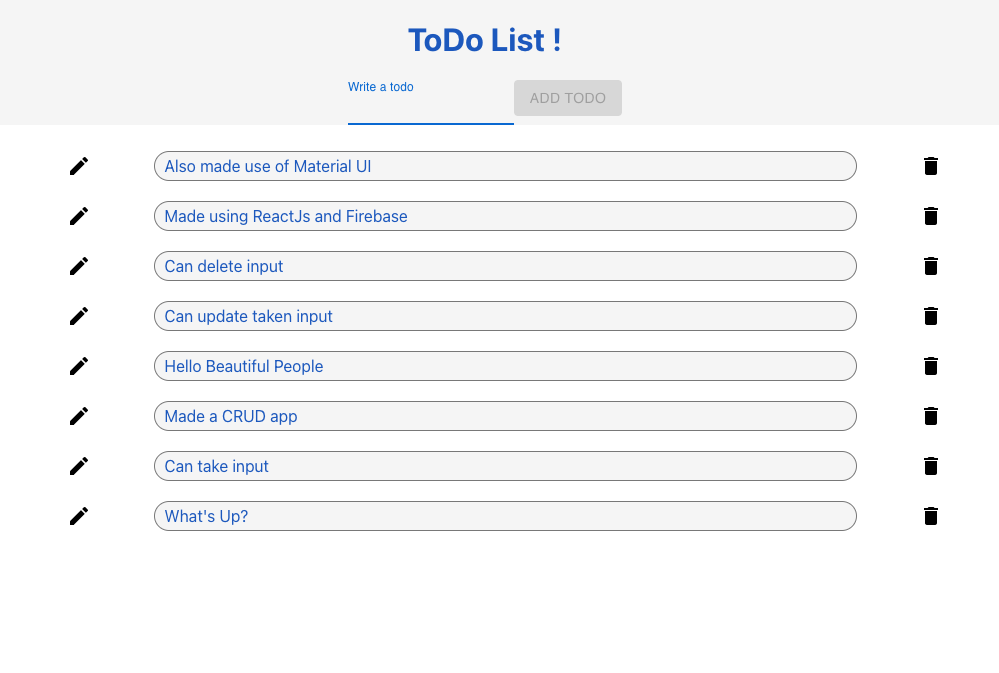 ToDo List !
Write a todo
ADD TODO
Also made use of Material UI
Made using ReactJs and Firebase
Can delete input
Can update taken input
Hello Beautiful People
Made a CRUD app
Can take input
What's Up?